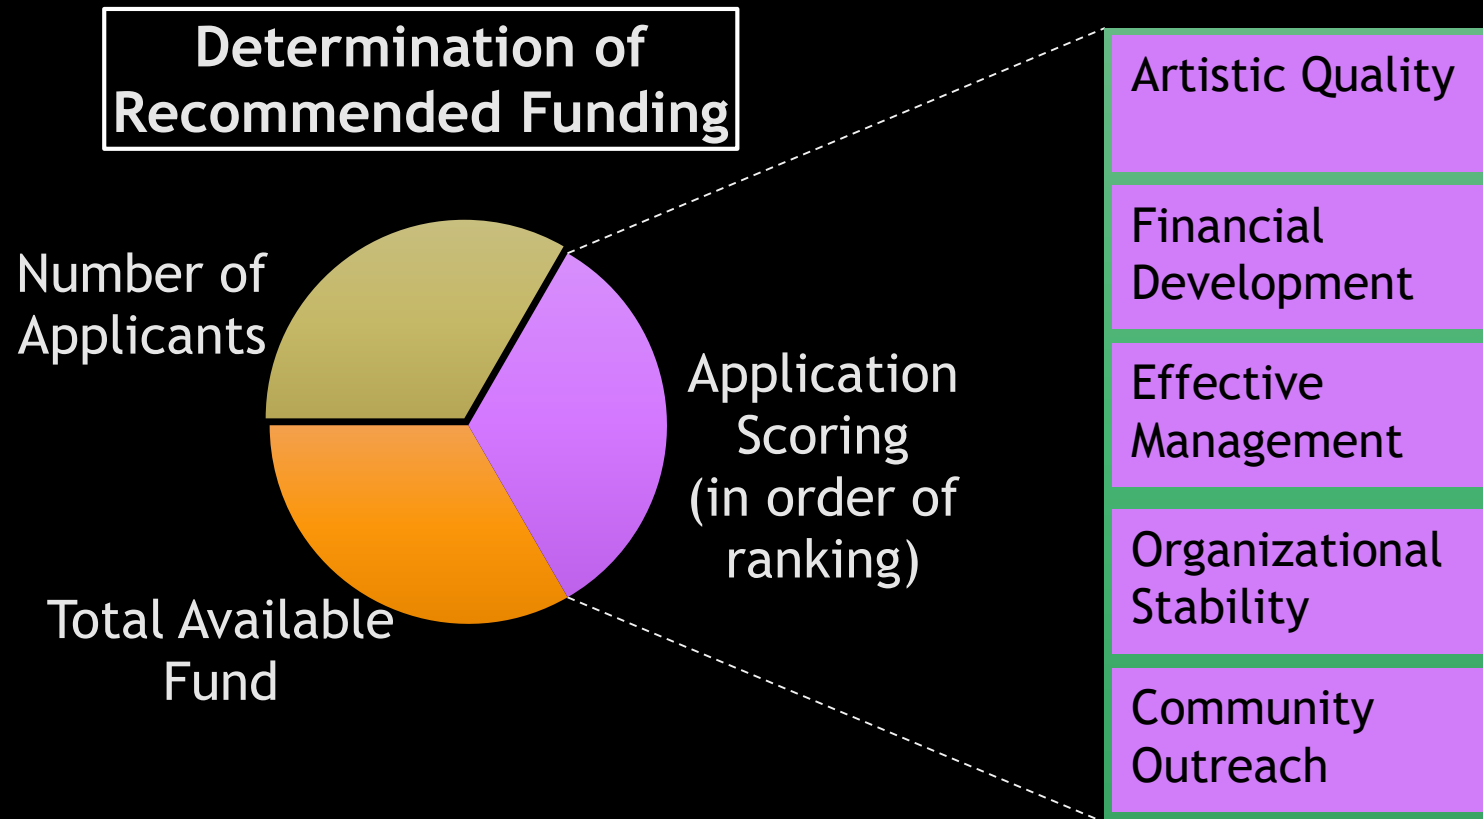 Determination of
Recommended Funding
Number of
Applicants
Total Available
Fund
Application
Scoring
(in order of
ranking)
Artistic Quality
Financial
Development
Effective
Management
Organizational
Stability
Community
Outreach